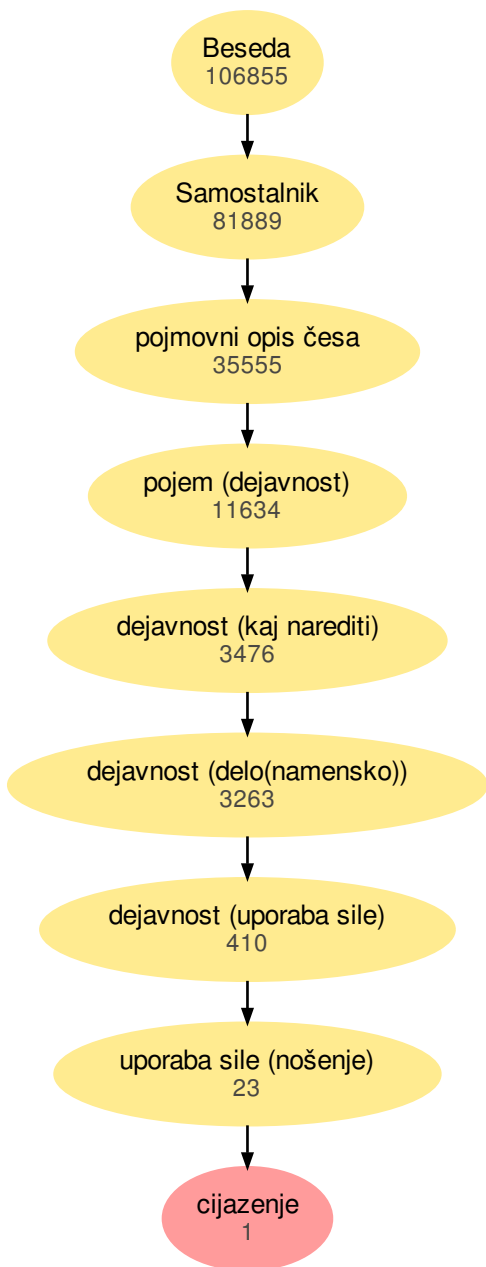 Beseda
106855
Samostalnik
81889
pojmovni opis česa
35555
pojem (dejavnost)
11634
dejavnost (kaj narediti)
3476
dejavnost (delo(namensko))
3263
dejavnost (uporaba sile)
410
uporaba sile (nošenje)
23
cijazenje
1